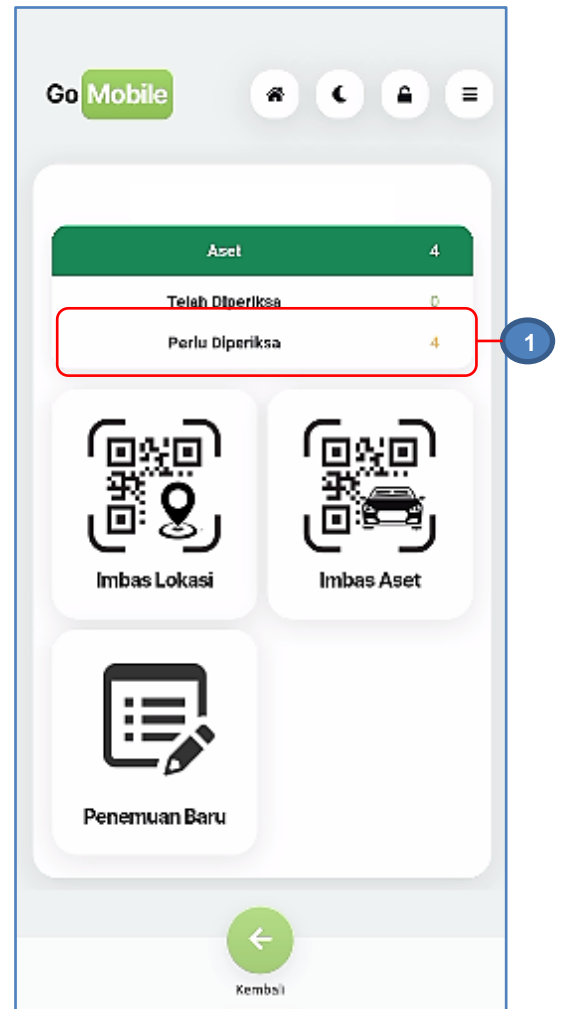 Go Mobile
Aset 4
Telah Diperiksa 0
Perlu Diperiksa 4
1
Imbas Lokasi
Imbas Aset
Penemuan Baru
Kembali